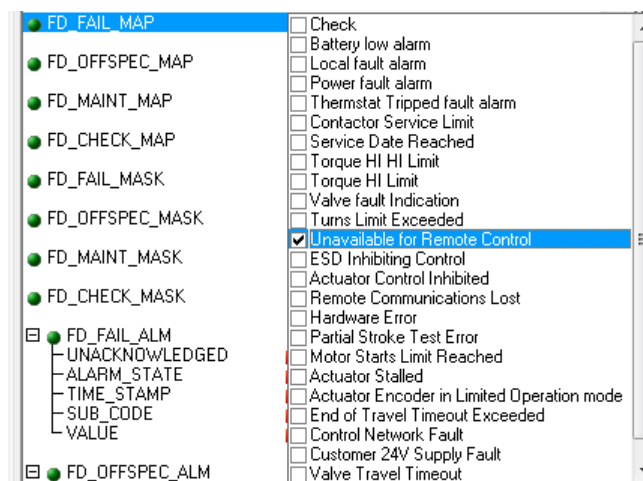 FD_FAIL_MAP
FD_OFFSPEC_MAP
FD_MAINT_MAP
FD_CHECK_MAP
FD_FAIL_MASK
FD_OFFSPEC_MASK
FD_MAINT_MASK
FD_CHECK_MASK
FD_FAIL_ALM
UNACKNOWLEDGED
ALARM_STATE
TIME_STAMP
SUB_CODE
VALUE
FD_OFFSPEC_ALM
Check
Battery low alarm
Local fault alarm
Power fault alarm
Thermstat Tripped fault alarm
Contactor Service Limit
Service Date Reached
Torque HI HI Limit
Torque HI Limit
Valve fault Indication
Turns Limit Exceeded
Unavailable for Remote Control
ESD Inhibiting Control
Actuator Control Inhibited
Remote Communications Lost
Hardware Error
Partial Stroke Test Error
Motor Starts Limit Reached
Actuator Stalled
Actuator Encoder in Limited Operation mode
End of Travel Timeout Exceeded
Control Network Fault
Customer 24V Supply Fault
Valve Travel Timeout